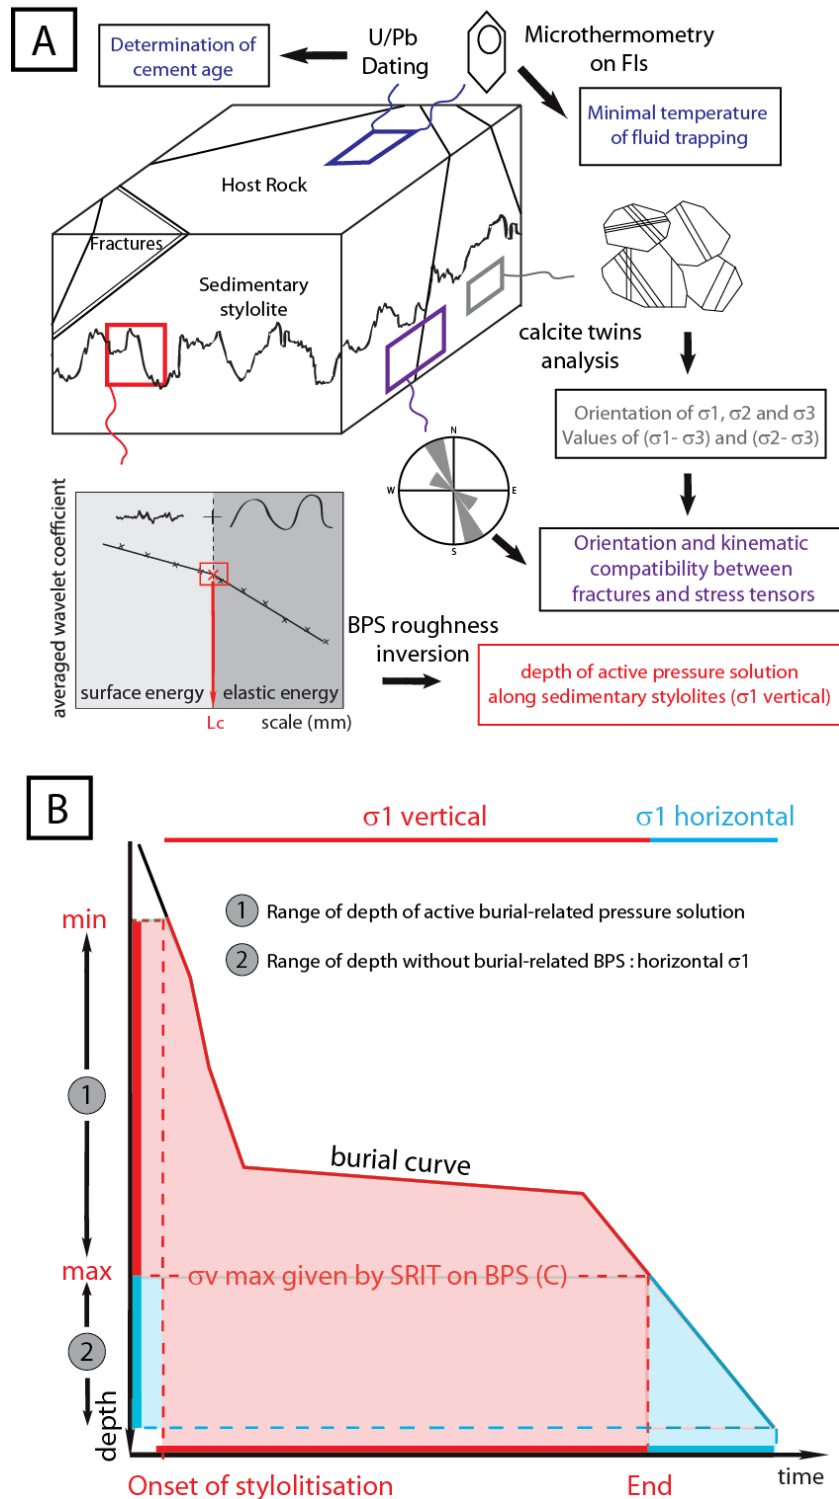 A
Determination of
cement age
U/Pb
Dating
Microthermometry
on FIs
Minimal temperature
of fluid trapping
Host Rock
Fractures
Sedimentary
stylolite
calcite twins
analysis
Orientation of σ1, σ2 and σ3
Values of (σ1- σ3) and (σ2- σ3)
N
W
E
S
Orientation and kinematic
compatibility between
fractures and stress tensors
averaged wavelet coefficient
surface energy
elastic energy
Lc
scale (mm)
BPS roughness
inversion
depth of active pressure solution
along sedimentary stylolites (σ1 vertical)
B
σ1 vertical
σ1 horizontal
1 Range of depth of active burial-related pressure solution
2 Range of depth without burial-related BPS : horizontal σ1
min
1
burial curve
max
σv max given by SRIT on BPS (C)
2
depth
time
Onset of stylolitisation
End